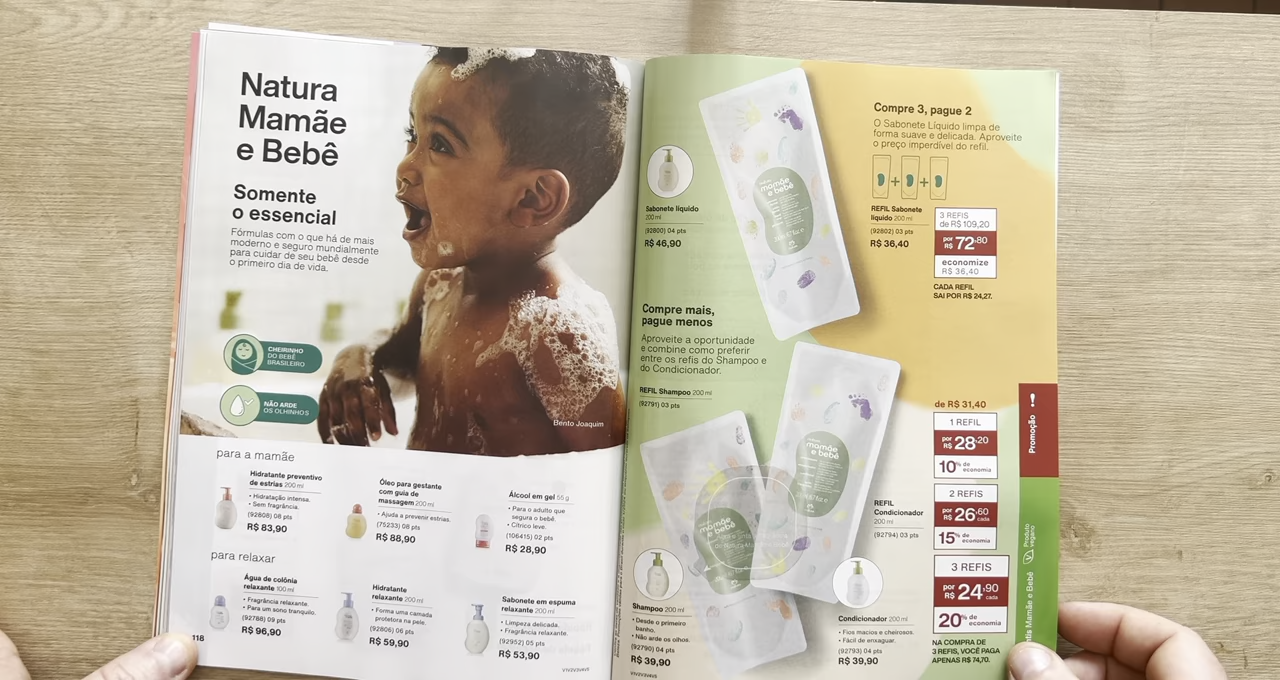 Natura
Mamãe
e Bebê
Somente
o essencial
Fórmulas com o que há de mais
moderno e seguro mundialmente
para cuidar de seu bebê desde
o primeiro dia de vida.
CHEIRINHO
DO BEBÊ
BRASILEIRO
NÃO ARDE
OS OLHINHOS
Bento Joaquim
para a mamãe
Hidratante preventivo
de estrias 200 ml
• Hidratação intensa.
• Sem fragrância.
(92808) 08 pts
R$ 83,90
Óleo para gestante
com guia de
massagem 200 ml
• Ajuda a prevenir estrias.
(75233) 08 pts
R$ 88,90
Álcool em gel 55 g
• Para o adulto que
segura o bebê.
• Cítrico leve.
(106415) 02 pts
R$ 28,90
para relaxar
Água de colônia
relaxante 100 ml
• Fragrância relaxante.
• Para um sono tranquilo.
(92788) 09 pts
R$ 96,90
Hidratante
relaxante 200 ml
• Forma uma camada
protetora na pele.
(92806) 06 pts
R$ 59,90
Sabonete em espuma
relaxante 200 ml
• Limpeza delicada.
• Fragrância relaxante.
(92952) 05 pts
R$ 53,90
118
Sabonete líquido
200 ml
(92800) 04 pts
R$ 46,90
mamãe
e bebê
Compre 3, pague 2
O Sabonete Líquido limpa de
forma suave e delicada. Aproveite
o preço imperdível do refil.
+ +
REFIL Sabonete
líquido 200 ml
(92802) 03 pts
R$ 36,40
3 REFIS
de R$ 109,20
por R$ 72,80
economize
R$ 36,40
CADA REFIL
SAI POR R$ 24,27.
Compre mais,
pague menos
Aproveite a oportunidade
e combine como preferir
entre os refis do Shampoo e
do Condicionador.
REFIL Shampoo 200 ml
(92791) 03 pts
mamãe
e bebê
mamãe
e bebê
REFIL
Condicionador
200 ml
(92794) 03 pts
de R$ 31,40
1 REFIL
por R$ 28,20
10% de economia
2 REFIS
por R$ 26,60 cada
15% de economia
3 REFIS
por R$ 24,90 cada
20% de economia
NA COMPRA DE
3 REFIS, VOCÊ PAGA
APENAS R$ 74,70.
Shampoo 200 ml
• Desde o primeiro
banho.
• Não arde os olhos.
(92790) 04 pts
R$ 39,90
Condicionador 200 ml
• Fios macios e cheirosos.
• Fácil de enxaguar.
(92793) 04 pts
R$ 39,90
Promoção
Produto
vegano
Mamãe e Bebê